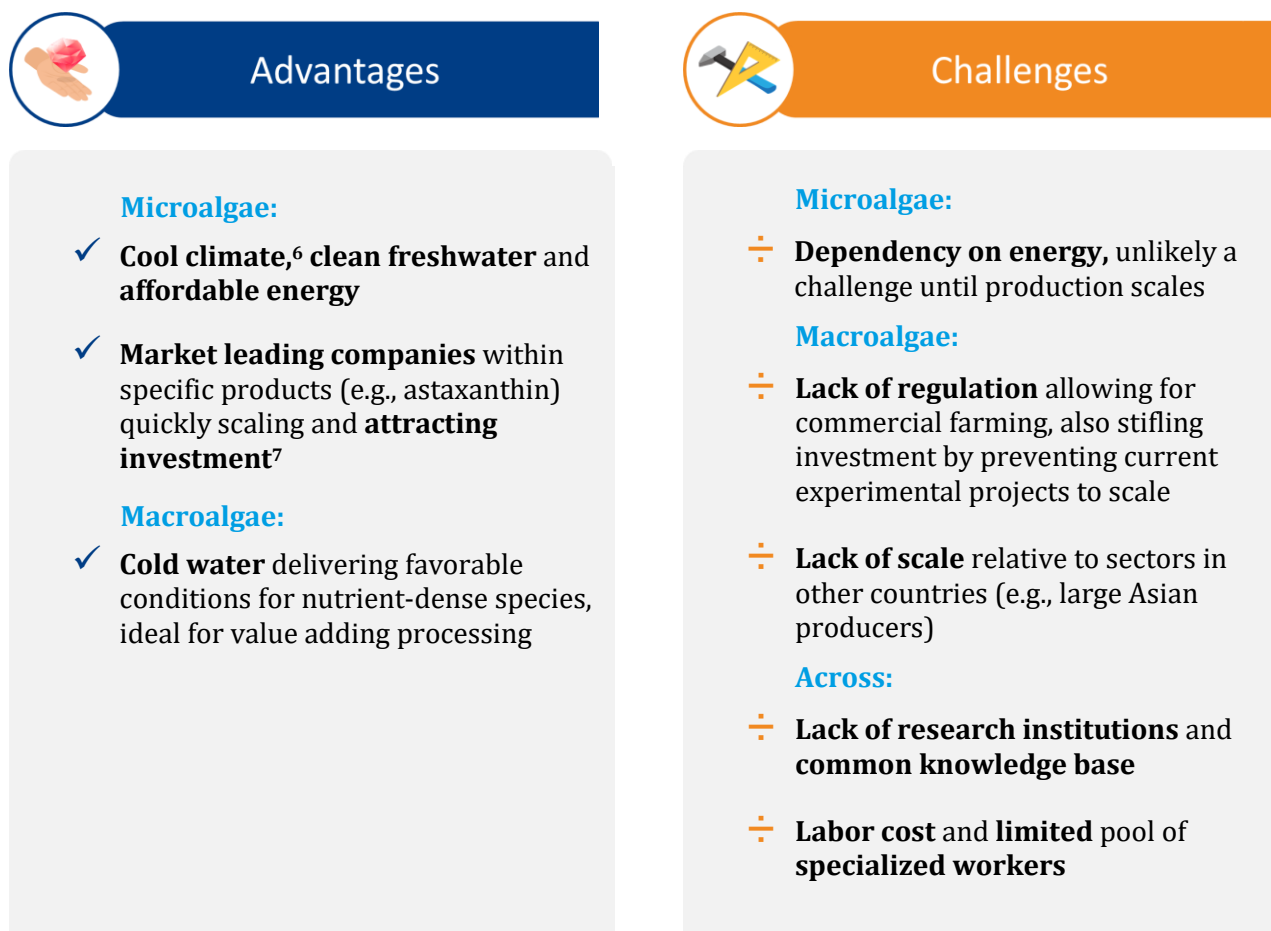 Advantages
Microalgae:
✓ Cool climate,⁶ clean freshwater and
affordable energy
✓ Market leading companies within
specific products (e.g., astaxanthin)
quickly scaling and attracting
investment⁷
Macroalgae:
✓ Cold water delivering favorable
conditions for nutrient-dense species,
ideal for value adding processing
Challenges
Microalgae:
÷ Dependency on energy, unlikely a
challenge until production scales
Macroalgae:
÷ Lack of regulation allowing for
commercial farming, also stifling
investment by preventing current
experimental projects to scale
÷ Lack of scale relative to sectors in
other countries (e.g., large Asian
producers)
Across:
÷ Lack of research institutions and
common knowledge base
÷ Labor cost and limited pool of
specialized workers